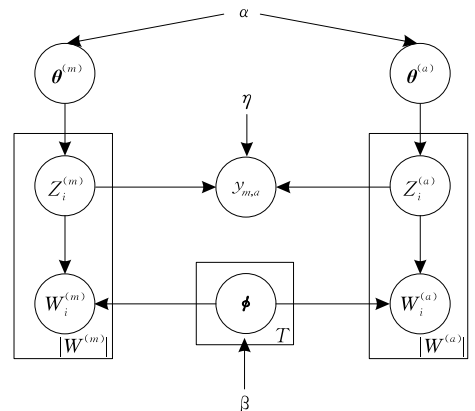 α
θ^(m)
θ^(a)
η
Z_i^(m)
y_m,a
Z_i^(a)
W_i^(m)
ϕ
W_i^(a)
|W^(m)|
T
|W^(a)|
β